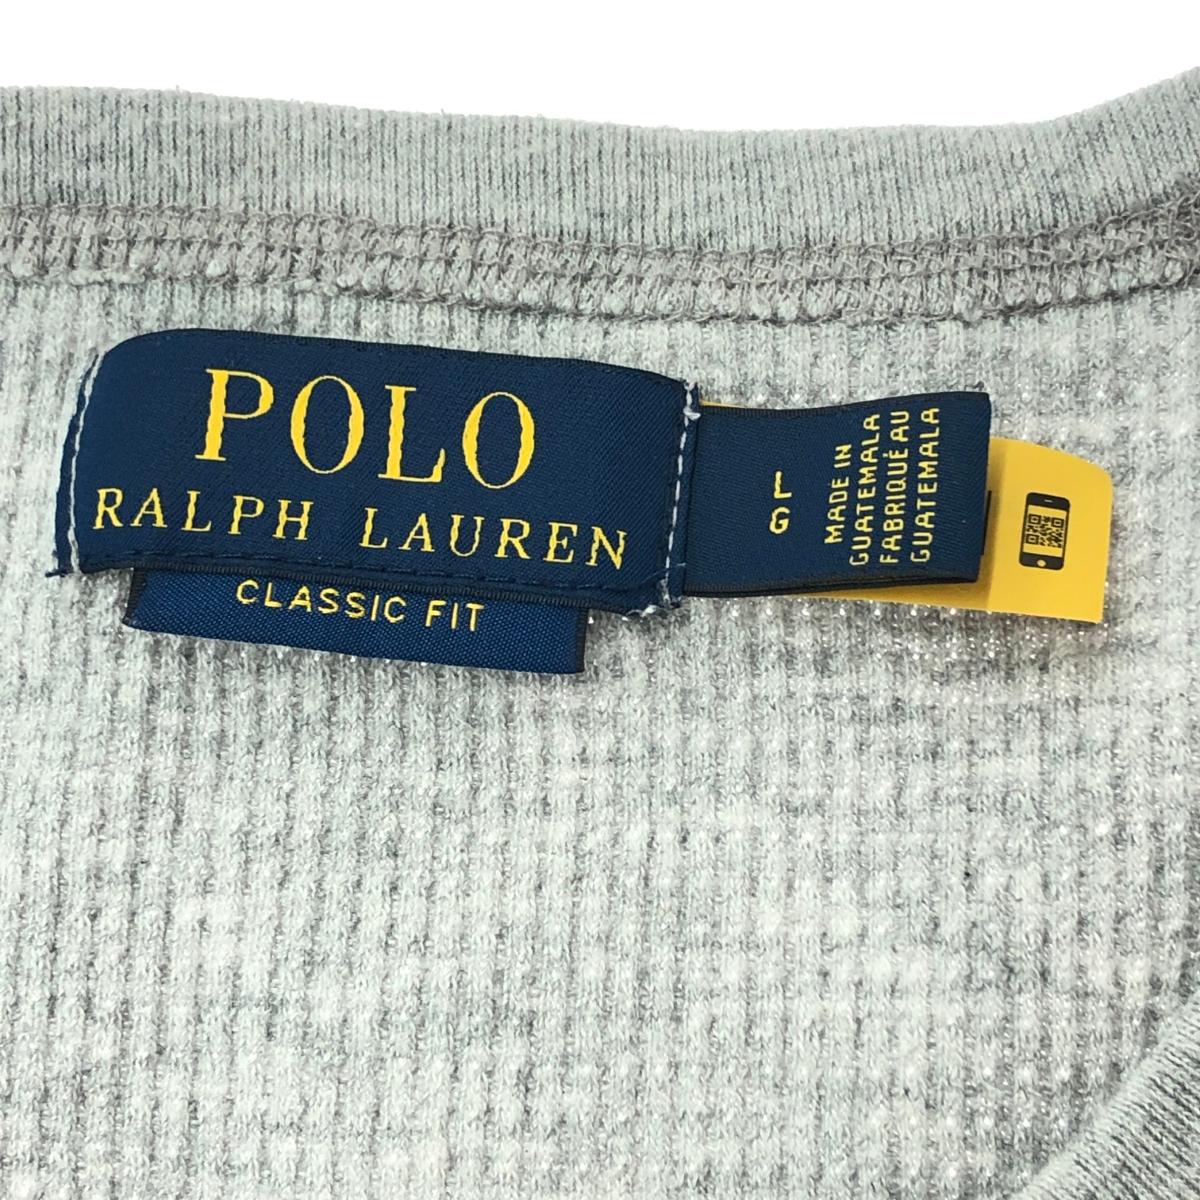 POLO
RALPH LAUREN
CLASSIC FIT
L
G
MADE IN
GUATEMALA
FABRIQUÉ AU
GUATEMALA